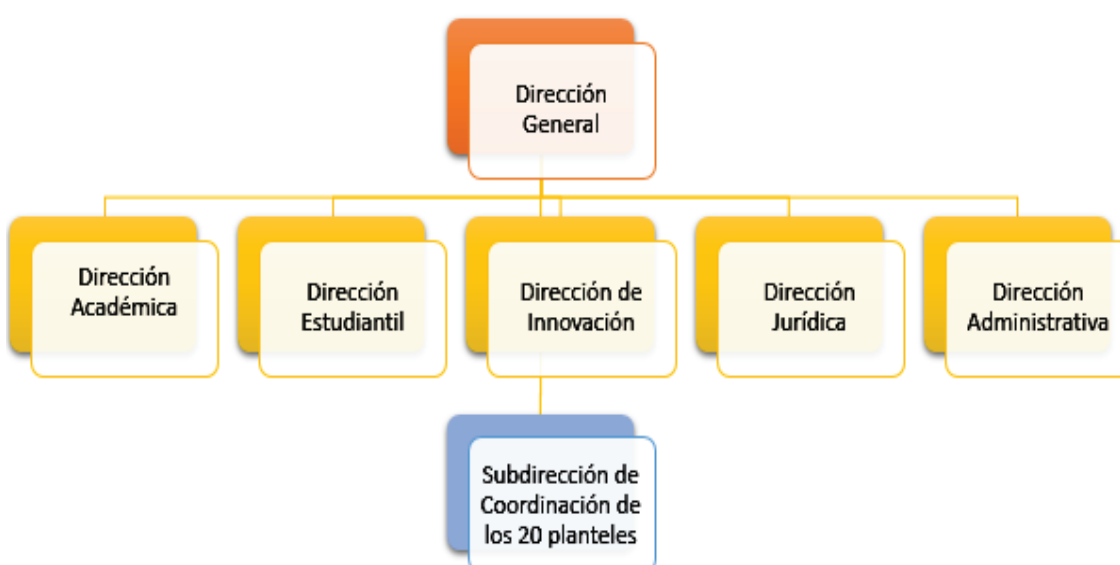 Dirección
General
Dirección
Académica
Dirección
Estudiantil
Dirección de
Innovación
Dirección
Jurídica
Dirección
Administrativa
Subdirección de
Coordinación de
los 20 planteles